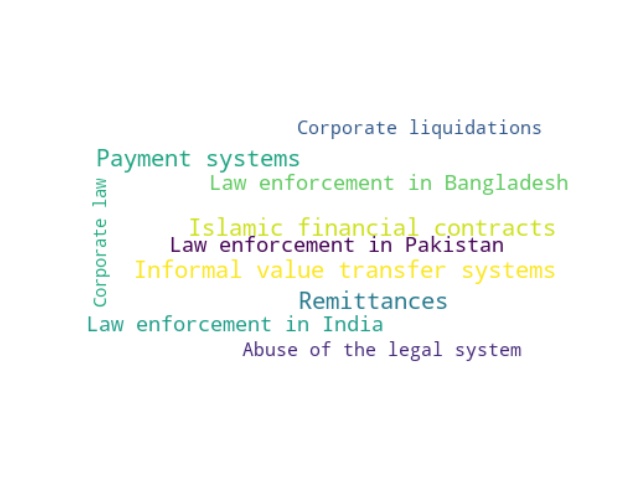 Corporate liquidations
Payment systems
Law enforcement in Bangladesh
Corporate law
Islamic financial contracts
Law enforcement in Pakistan
Informal value transfer systems
Remittances
Law enforcement in India
Abuse of the legal system